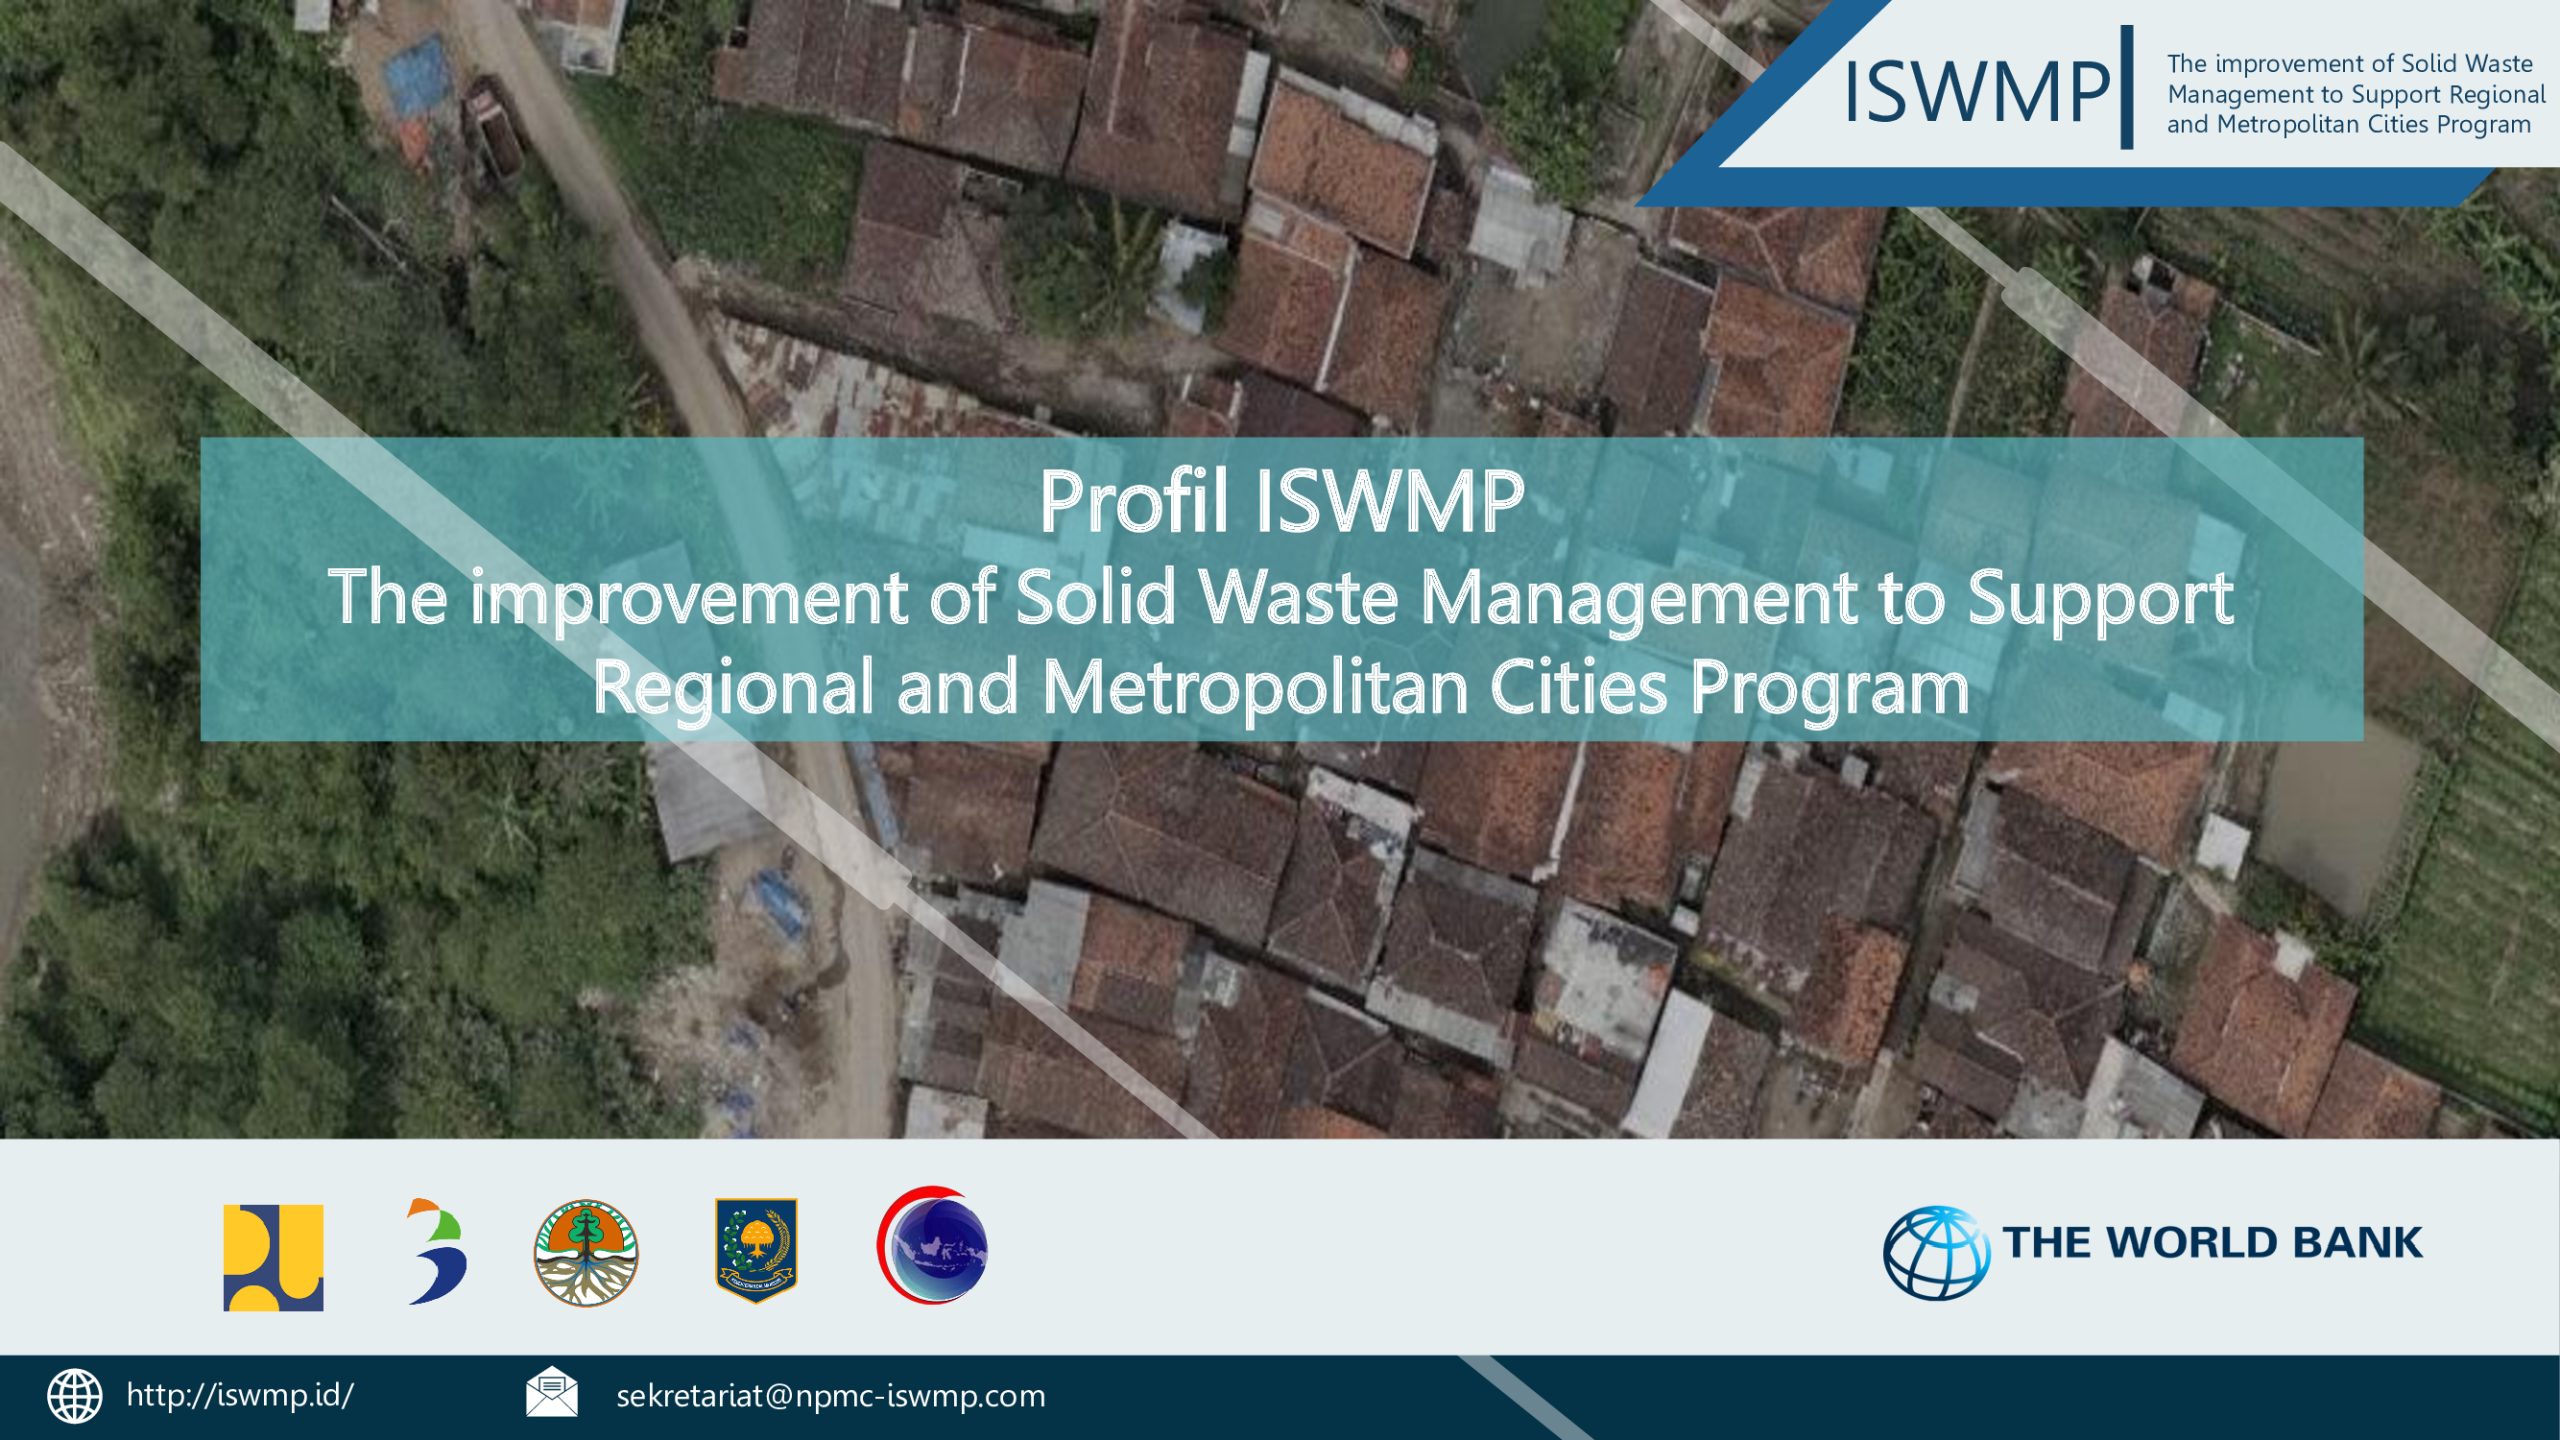 ISWMP
The improvement of Solid Waste
Management to Support Regional
and Metropolitan Cities Program
Profil ISWMP
The improvement of Solid Waste Management to Support
Regional and Metropolitan Cities Program
THE WORLD BANK
http://iswmp.id/
sekretariat@npmc-iswmp.com